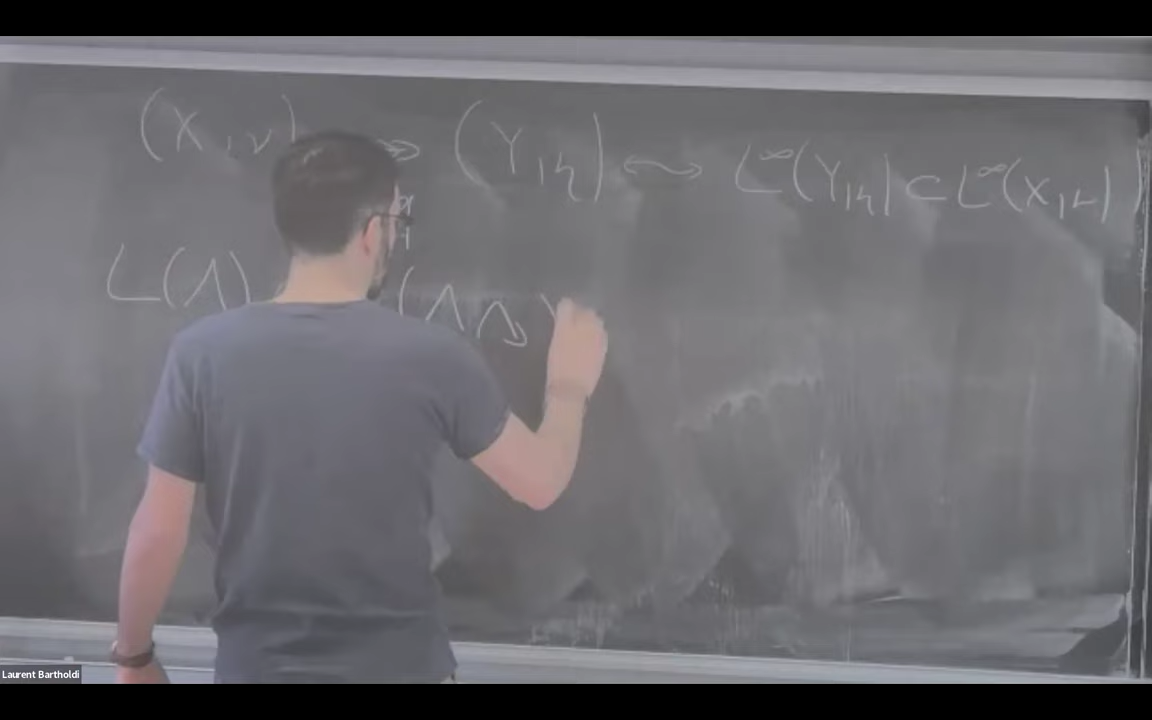 (X, ν) → (Y, η) ↔ L^∞(Y, η) ⊂ L^∞(X, ν)
L(Λ) (Λ ∩
Laurent Bartholdi